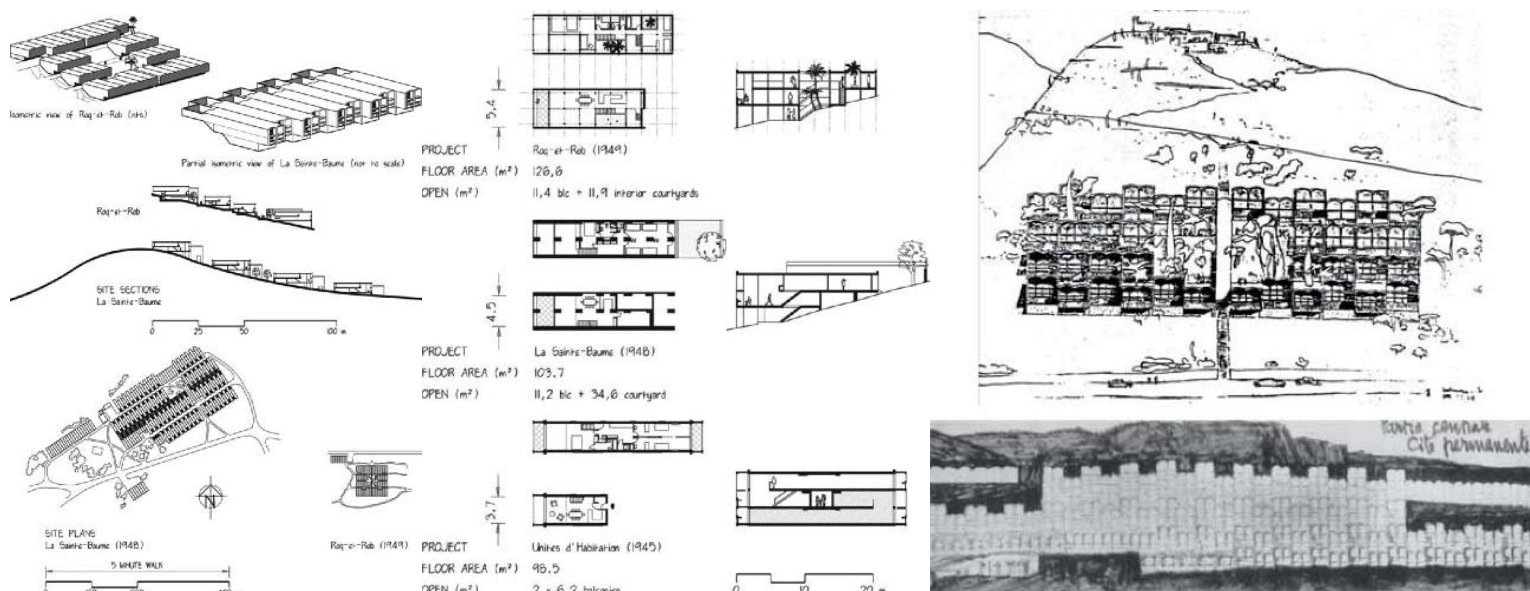 Isometric view of Roq-et-Rob (nts)
Partial isometric view of La Sainte-Baume (not to scale)
Roq-et-Rob
SITE SECTIONS
La Sainte-Baume
0 25 50 100 m
SITE PLANS
La Sainte-Baume (1948)
Roq-et-Rob (1949)
5 MINUTE WALK
N
5.4
PROJECT Roq-et-Rob (1949)
FLOOR AREA (m²) 126,6
OPEN (m²) 11,4 blc + 11,9 interior courtyards
4.5
PROJECT La Sainte-Baume (1948)
FLOOR AREA (m²) 103.7
OPEN (m²) 11,2 blc + 34,6 courtyard
3.7
PROJECT Unites d'Habitation (1945)
FLOOR AREA (m²) 98.5
OPEN (m²)
0 10 20 m
Partie centrale
Cité permanente